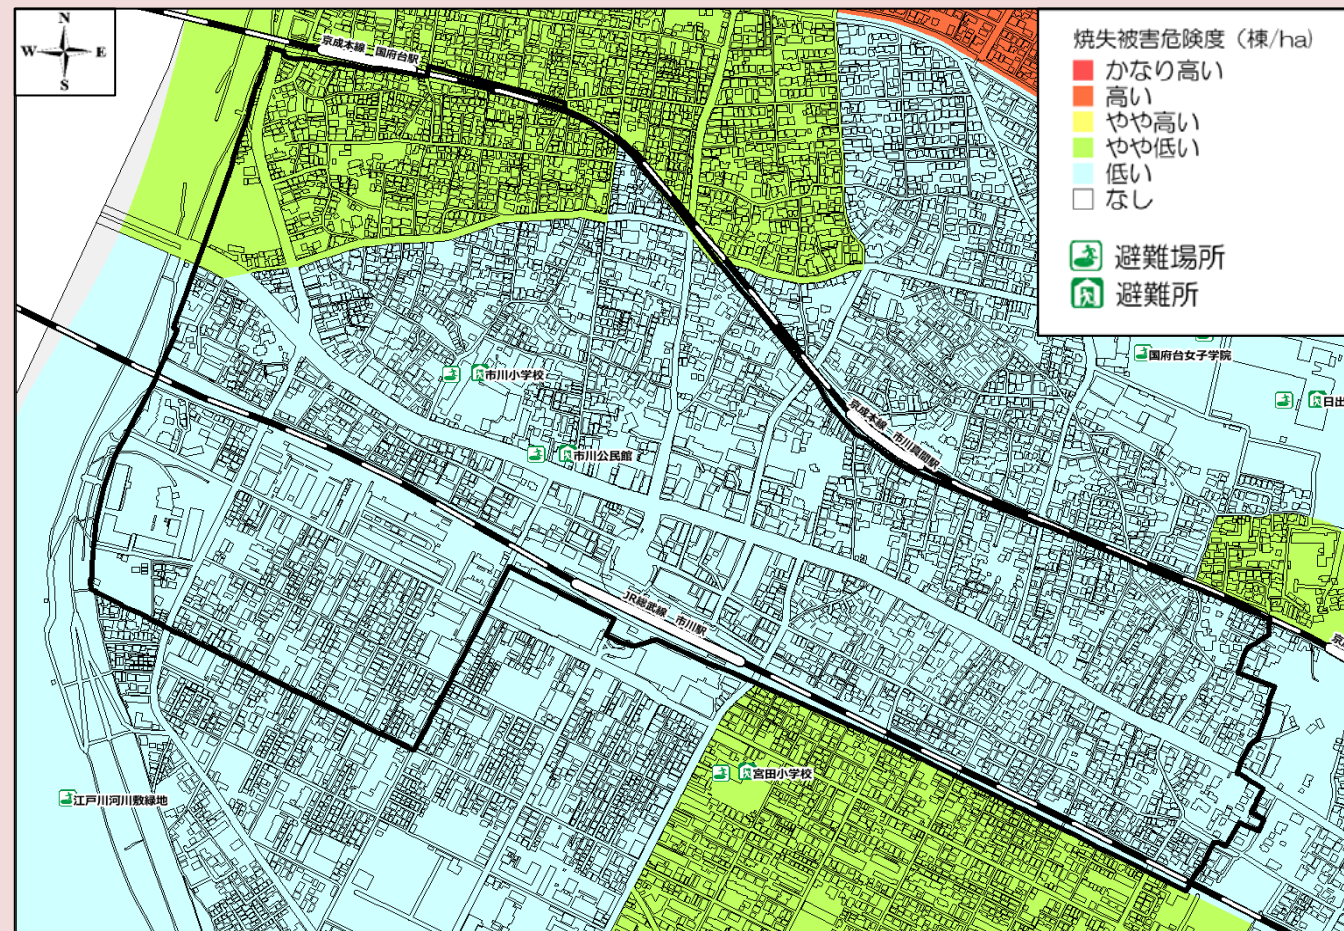 N
W E
S
京成本線 国府台駅
焼失被害危険度（棟/ha）
かなり高い
高い
やや高い
やや低い
低い
なし
避難場所
避難所
国府台女子学院
日出
市川小学校
京成本線 市川真間駅
市川公民館
JR総武線 市川駅
宮田小学校
江戸川河川敷緑地